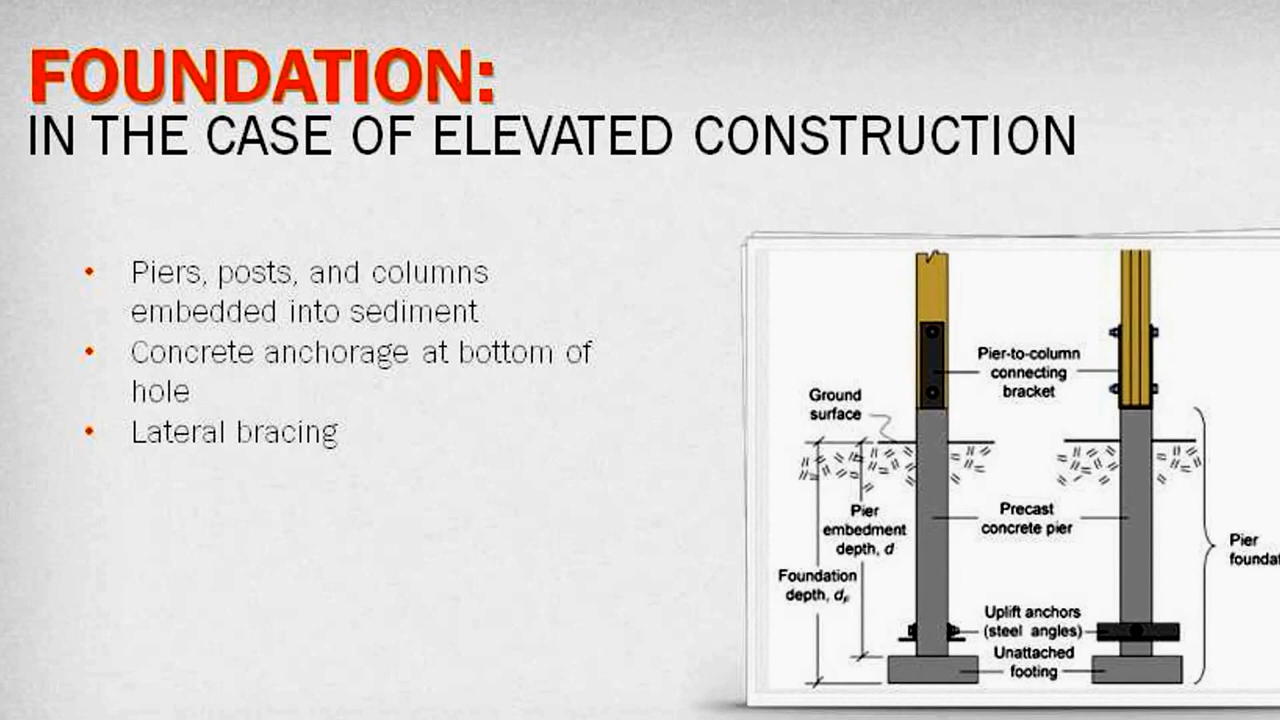 FOUNDATION:
IN THE CASE OF ELEVATED CONSTRUCTION
• Piers, posts, and columns
embedded into sediment
• Concrete anchorage at bottom of
hole
• Lateral bracing
Pier-to-column
connecting
bracket
Ground
surface
Pier
embedment
depth, d
Precast
concrete pier
Pier
foundat
Foundation
depth, dF
Uplift anchors
(steel angles)
Unattached
footing